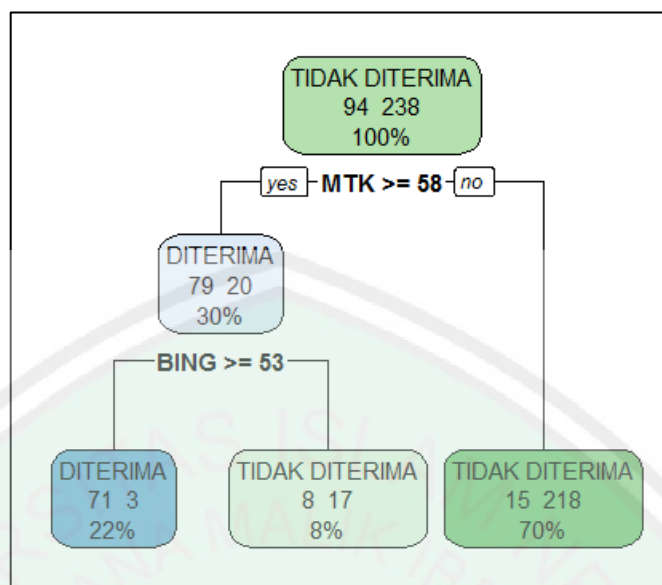 TIDAK DITERIMA
94 238
100%
yes MTK >= 58 no
DITERIMA
79 20
30%
BING >= 53
DITERIMA
71 3
22%
TIDAK DITERIMA
8 17
8%
TIDAK DITERIMA
15 218
70%